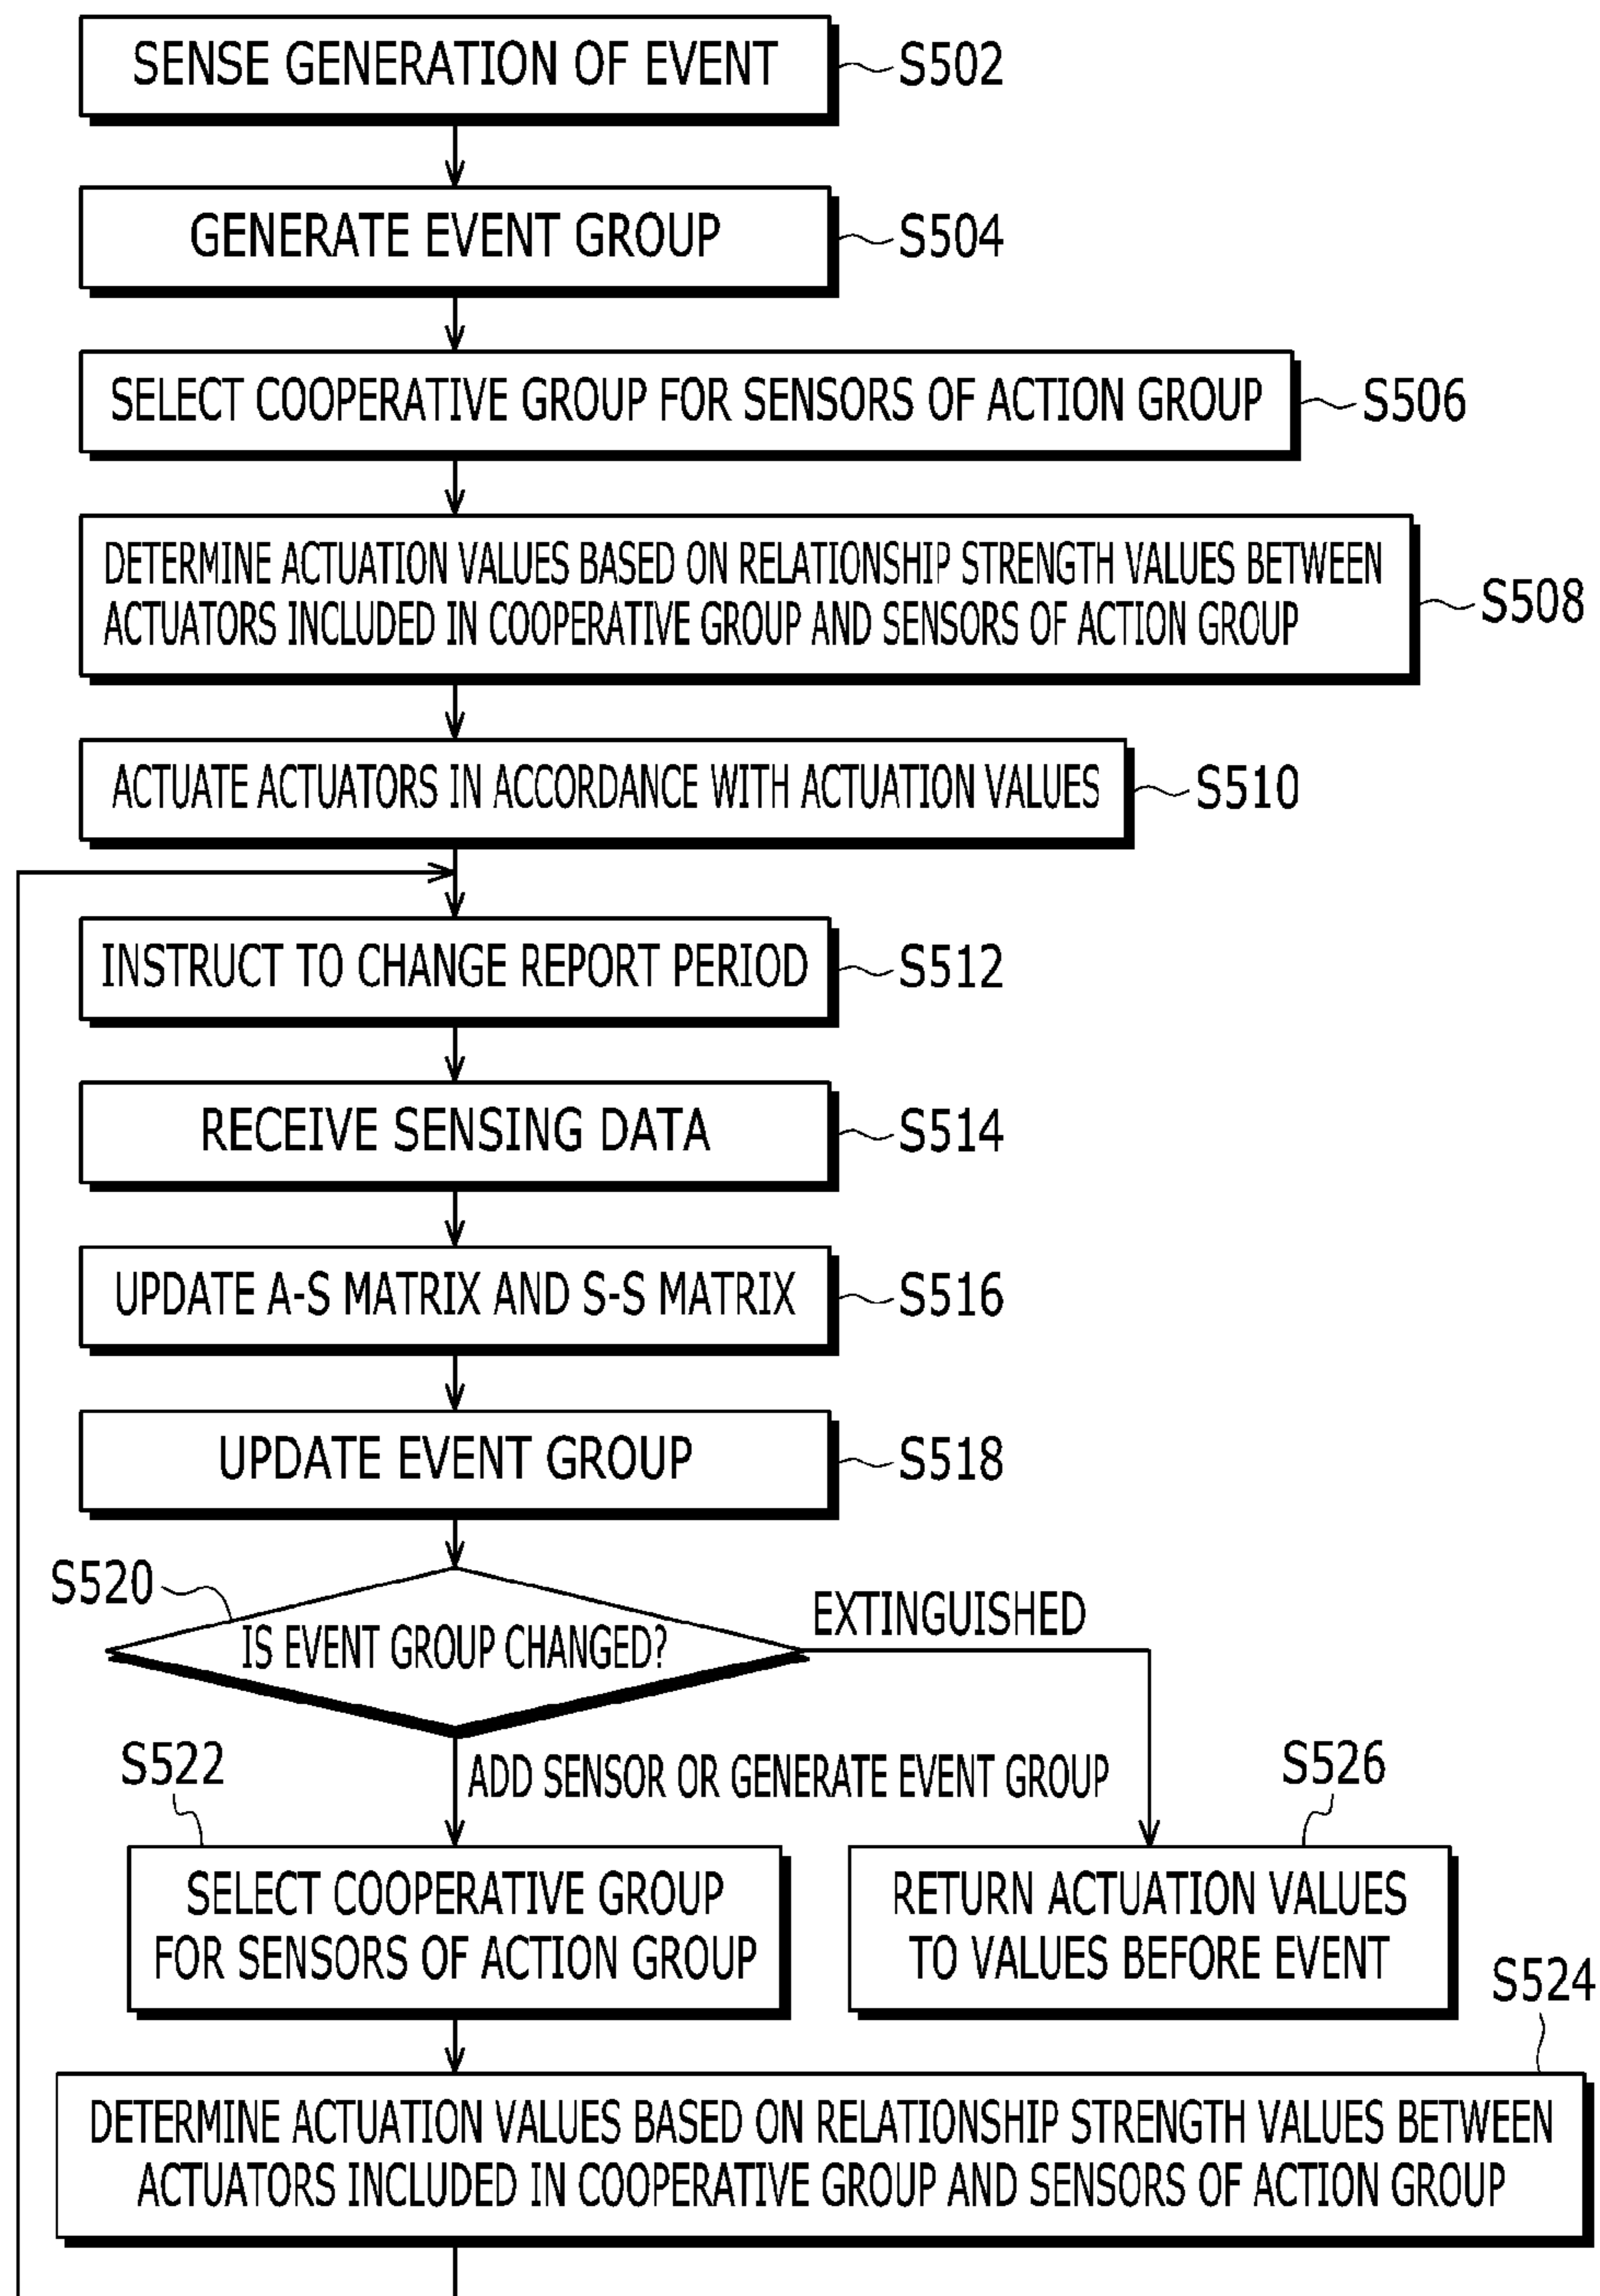 SENSE GENERATION OF EVENT
S502
GENERATE EVENT GROUP
S504
SELECT COOPERATIVE GROUP FOR SENSORS OF ACTION GROUP
S506
DETERMINE ACTUATION VALUES BASED ON RELATIONSHIP STRENGTH VALUES BETWEEN
ACTUATORS INCLUDED IN COOPERATIVE GROUP AND SENSORS OF ACTION GROUP
S508
ACTUATE ACTUATORS IN ACCORDANCE WITH ACTUATION VALUES
S510
INSTRUCT TO CHANGE REPORT PERIOD
S512
RECEIVE SENSING DATA
S514
UPDATE A-S MATRIX AND S-S MATRIX
S516
UPDATE EVENT GROUP
S518
S520
IS EVENT GROUP CHANGED?
EXTINGUISHED
ADD SENSOR OR GENERATE EVENT GROUP
S522
SELECT COOPERATIVE GROUP
FOR SENSORS OF ACTION GROUP
S526
RETURN ACTUATION VALUES
TO VALUES BEFORE EVENT
S524
DETERMINE ACTUATION VALUES BASED ON RELATIONSHIP STRENGTH VALUES BETWEEN
ACTUATORS INCLUDED IN COOPERATIVE GROUP AND SENSORS OF ACTION GROUP